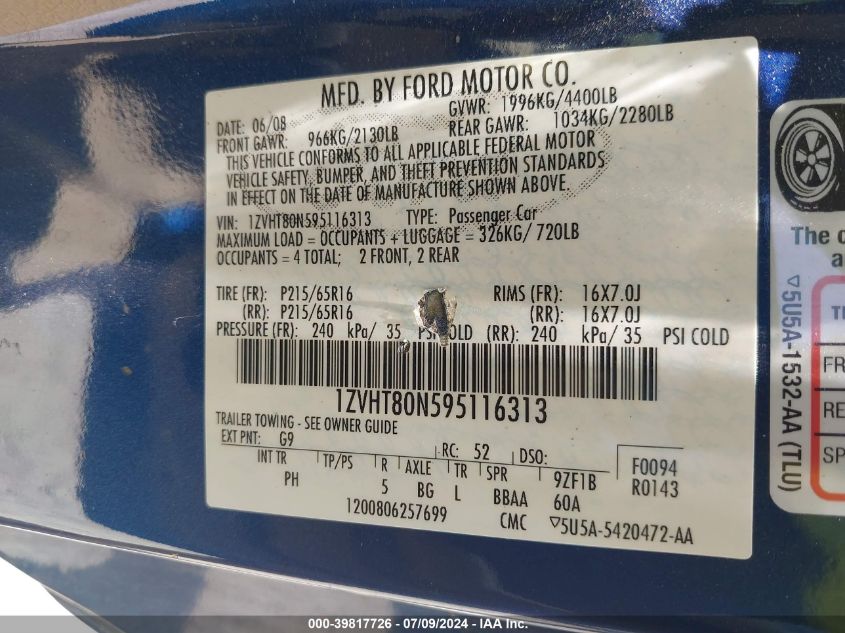 MFD. BY FORD MOTOR CO.
DATE: 06/08 GVWR: 1996KG/4400LB
FRONT GAWR: 966KG/2130LB REAR GAWR: 1034KG/2280LB
THIS VEHICLE CONFORMS TO ALL APPLICABLE FEDERAL MOTOR
VEHICLE SAFETY, BUMPER, AND THEFT PREVENTION STANDARDS
IN EFFECT ON THE DATE OF MANUFACTURE SHOWN ABOVE.
VIN: 1ZVHT80N595116313 TYPE: Passenger Car
MAXIMUM LOAD = OCCUPANTS + LUGGAGE = 326KG/ 720LB
OCCUPANTS = 4 TOTAL; 2 FRONT, 2 REAR
TIRE (FR): P215/65R16 RIMS (FR): 16X7.0J
(RR): P215/65R16 (RR): 16X7.0J
PRESSURE (FR): 240 kPa/ 35 PSI COLD (RR): 240 kPa/ 35 PSI COLD
1ZVHT80N595116313
TRAILER TOWING - SEE OWNER GUIDE
EXT PNT: G9 RC: 52 DSO:
INT TR TP/PS R AXLE TR SPR 9ZF1B F0094
PH 5 BG L BBAA 60A R0143
1200806257699 CMC 5U5A-5420472-AA
The
a
5U5A-1532-AA (TLU)
FR
RE
SP
000-39817726 - 07/09/2024 - IAA Inc.